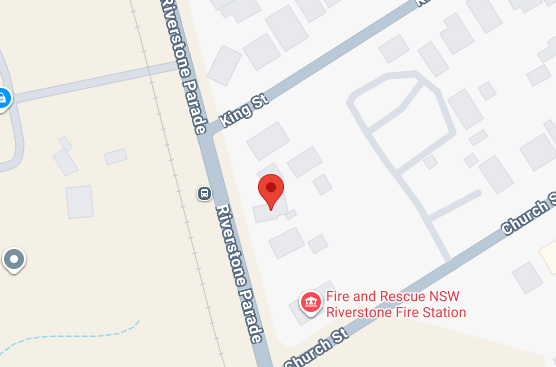 Riverstone Parade
King St
Riverstone Parade
Church St
Fire and Rescue NSW
Riverstone Fire Station
Church St